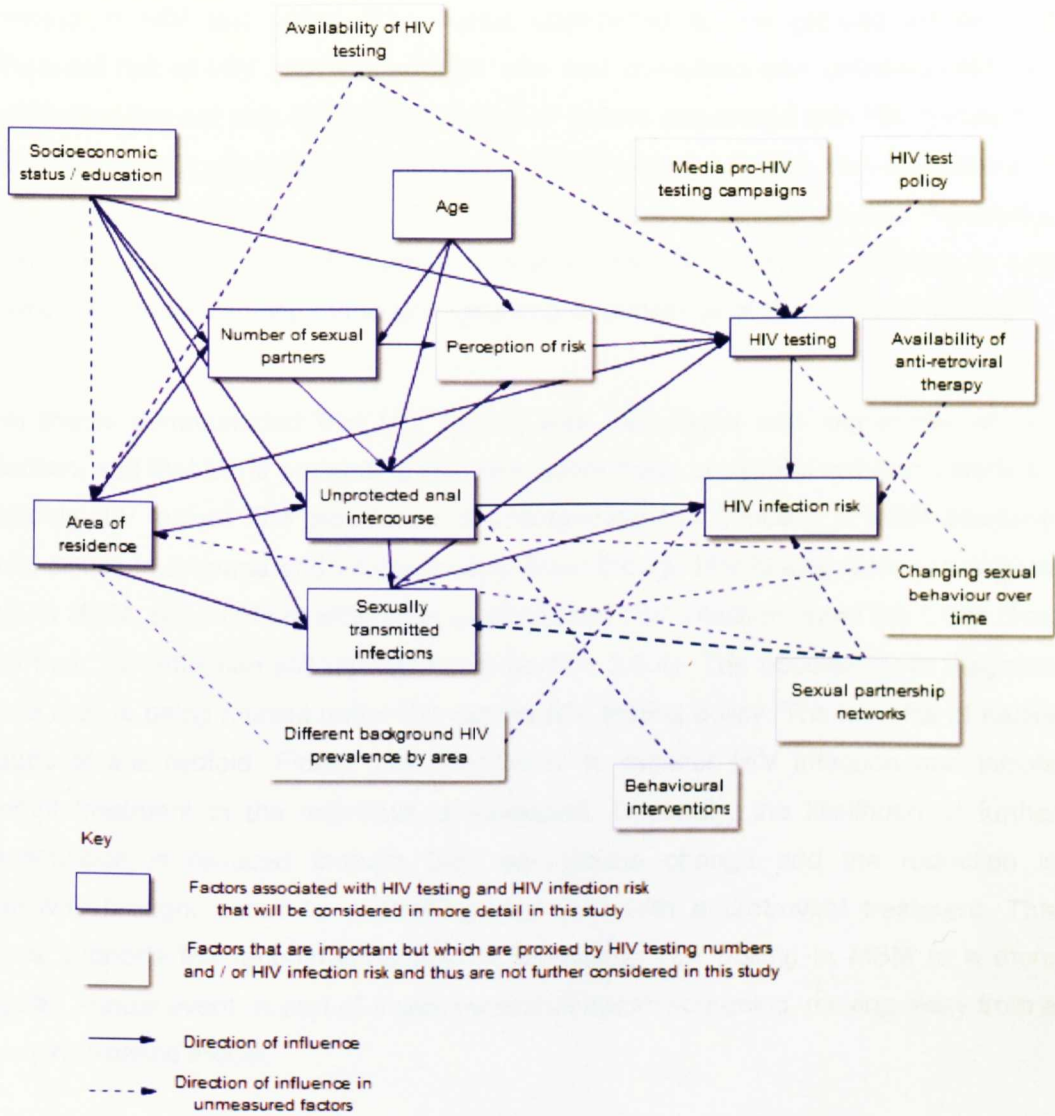 Availability of HIV
testing
Socioeconomic
status / education
Media pro-HIV
testing campaigns
HIV test
policy
Age
Number of sexual
partners
Perception of risk
HIV testing
Availability of
anti-retroviral
therapy
Area of
residence
Unprotected anal
intercourse
HIV infection risk
Sexually
transmitted
infections
Changing sexual
behaviour over
time
Sexual partnership
networks
Different background HIV
prevalence by area
Behavioural
interventions
Key
Factors associated with HIV testing and HIV infection risk
that will be considered in more detail in this study
Factors that are important but which are proxied by HIV testing numbers
and / or HIV infection risk and thus are not further considered in this study
Direction of influence
Direction of influence in
unmeasured factors